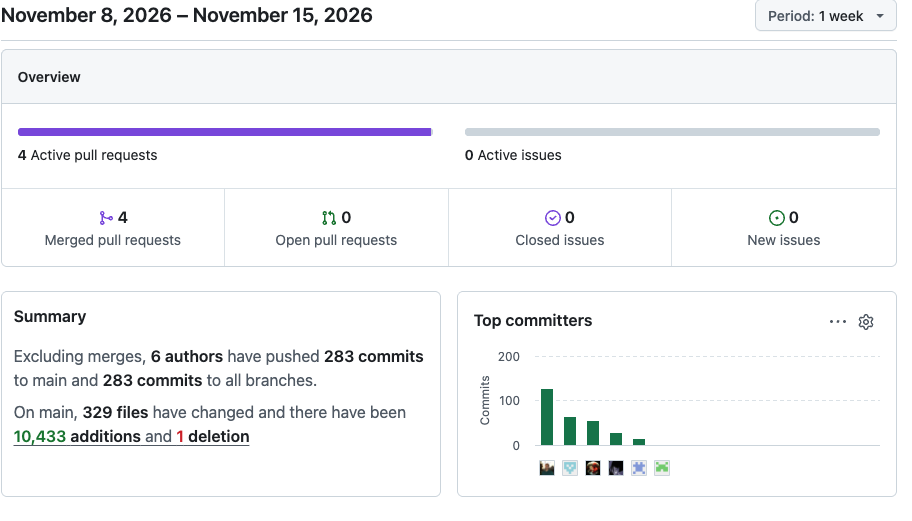 November 8, 2026 – November 15, 2026
Period: 1 week
Overview
4 Active pull requests
0 Active issues
4
Merged pull requests
0
Open pull requests
0
Closed issues
0
New issues
Summary
Excluding merges, 6 authors have pushed 283 commits
to main and 283 commits to all branches.
On main, 329 files have changed and there have been
10,433 additions and 1 deletion
Top committers
200
100
0
Commits